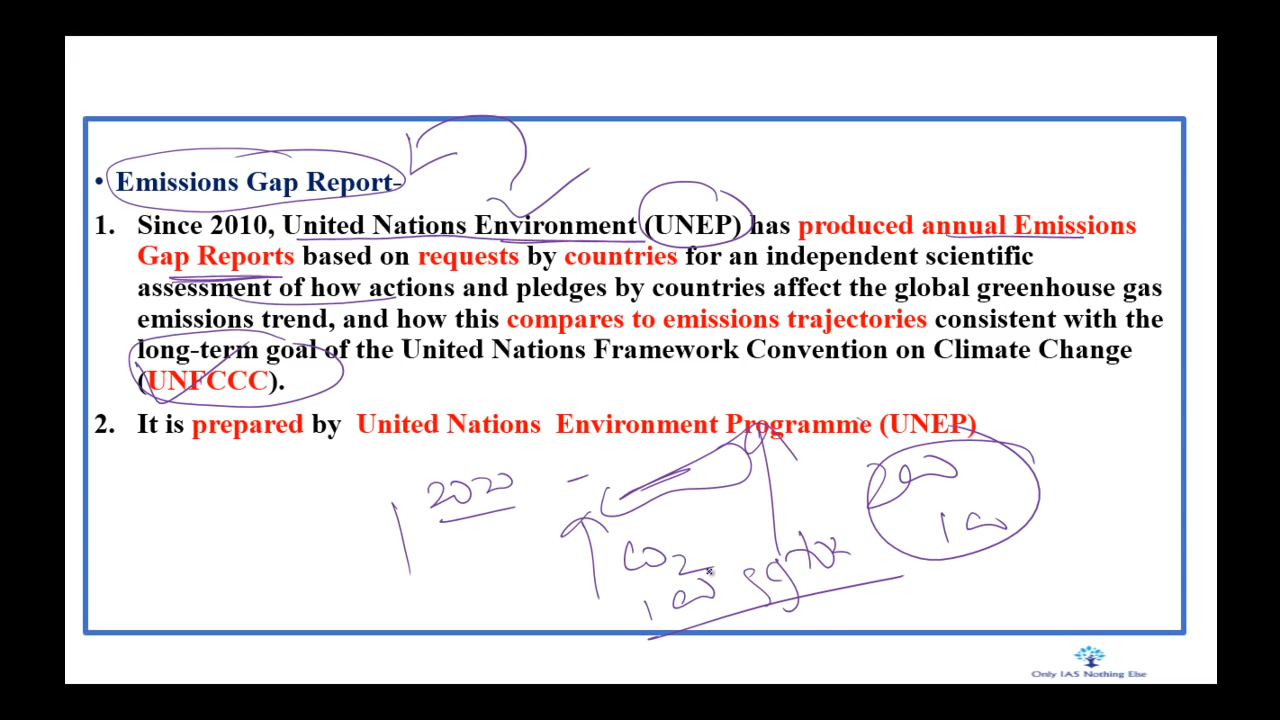 • Emissions Gap Report-
1. Since 2010, United Nations Environment (UNEP) has produced annual Emissions
Gap Reports based on requests by countries for an independent scientific
assessment of how actions and pledges by countries affect the global greenhouse gas
emissions trend, and how this compares to emissions trajectories consistent with the
long-term goal of the United Nations Framework Convention on Climate Change
(UNFCCC).
2. It is prepared by United Nations Environment Programme (UNEP)
2020
CO2
Only IAS Nothing Else